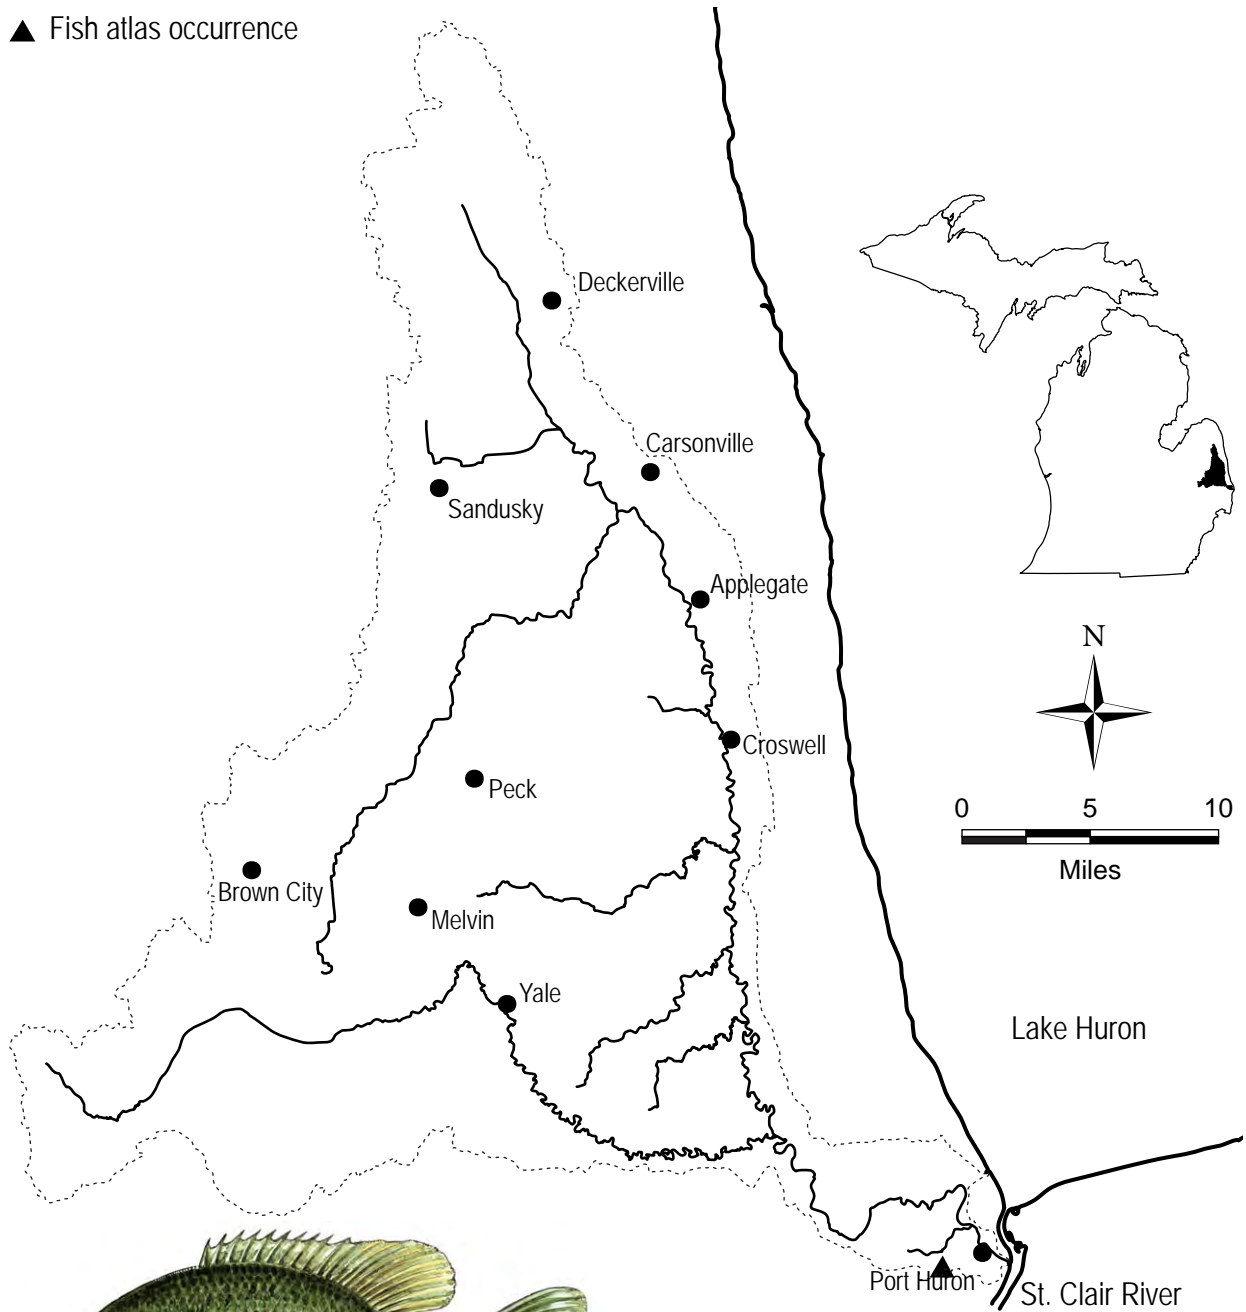 Fish atlas occurrence
Deckerville
Carsonville
Sandusky
Applegate
N
Croswell
Peck
0 5 10
Miles
Brown City
Melvin
Yale
Lake Huron
Port Huron
St. Clair River